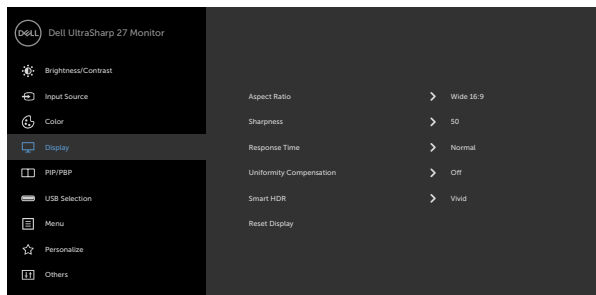 DELL Dell UltraSharp 27 Monitor
Brightness/Contrast
Input Source
Aspect Ratio Wide 16:9
Color
Sharpness 50
Display
Response Time Normal
PIP/PBP
Uniformity Compensation Off
USB Selection
Smart HDR Vivid
Menu
Reset Display
Personalize
Others